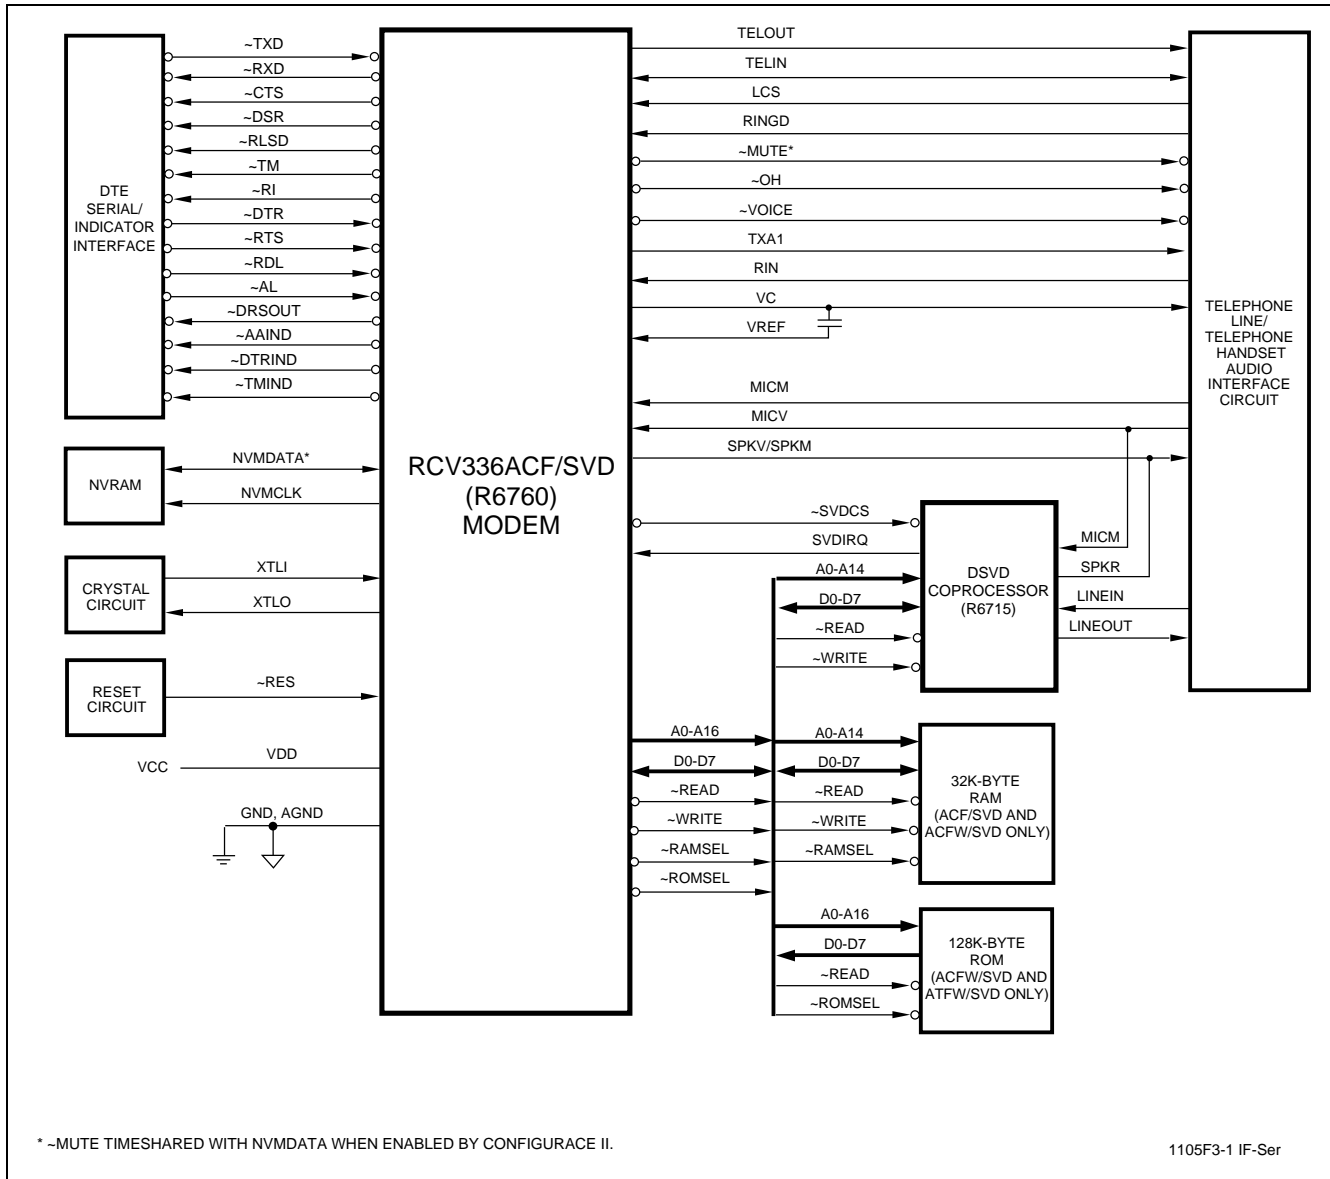 ~TXD
~RXD
~CTS
~DSR
~RLSD
~TM
~RI
~DTR
~RTS
~RDL
~AL
~DRSOUT
~AAIND
~DTRIND
~TMIND
DTE
SERIAL/
INDICATOR
INTERFACE
NVRAM
NVMDATA*
NVMCLK
CRYSTAL
CIRCUIT
XTLI
XTLO
RESET
CIRCUIT
~RES
VCC
VDD
GND, AGND
RCV336ACF/SVD
(R6760)
MODEM
TELOUT
TELIN
LCS
RINGD
~MUTE*
~OH
~VOICE
TXA1
RIN
VC
VREF
MICM
MICV
SPKV/SPKM
~SVDCS
SVDIRQ
A0-A14
D0-D7
~READ
~WRITE
DSVD
COPROCESSOR
(R6715)
MICM
SPKR
LINEIN
LINEOUT
TELEPHONE
LINE/
TELEPHONE
HANDSET
AUDIO
INTERFACE
CIRCUIT
A0-A16
D0-D7
~READ
~WRITE
~RAMSEL
~ROMSEL
A0-A14
D0-D7
~READ
~WRITE
~RAMSEL
32K-BYTE
RAM
(ACF/SVD AND
ACFW/SVD ONLY)
A0-A16
D0-D7
~READ
~ROMSEL
128K-BYTE
ROM
(ACFW/SVD AND
ATFW/SVD ONLY)
* ~MUTE TIMESHARED WITH NVMDATA WHEN ENABLED BY CONFIGURACE II.
1105F3-1 IF-Ser